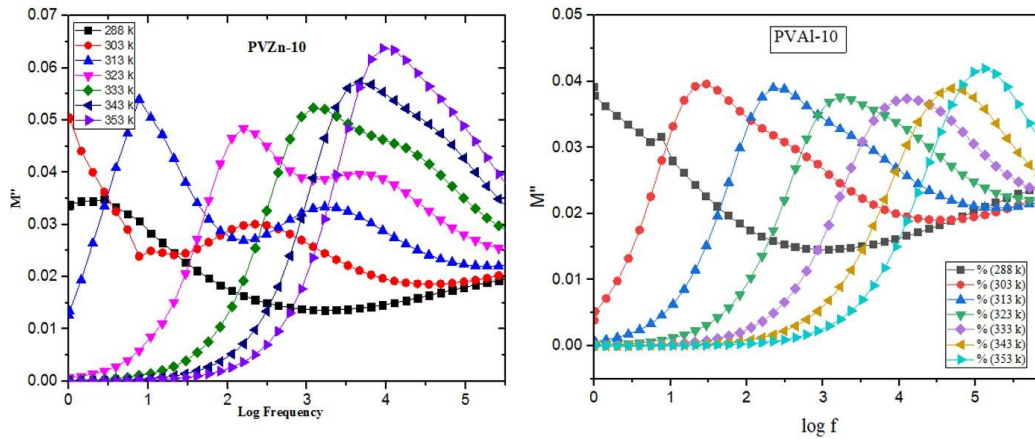 PVZn-10
288 k
303 k
313 k
323 k
333 k
343 k
353 k
M"
0.07
0.06
0.05
0.04
0.03
0.02
0.01
0.00
0 1 2 3 4 5
Log Frequency
PVAl-10
M"
0.05
0.04
0.03
0.02
0.01
0.00
0 1 2 3 4 5
log f
% (288 k)
% (303 k)
% (313 k)
% (323 k)
% (333 k)
% (343 k)
% (353 k)